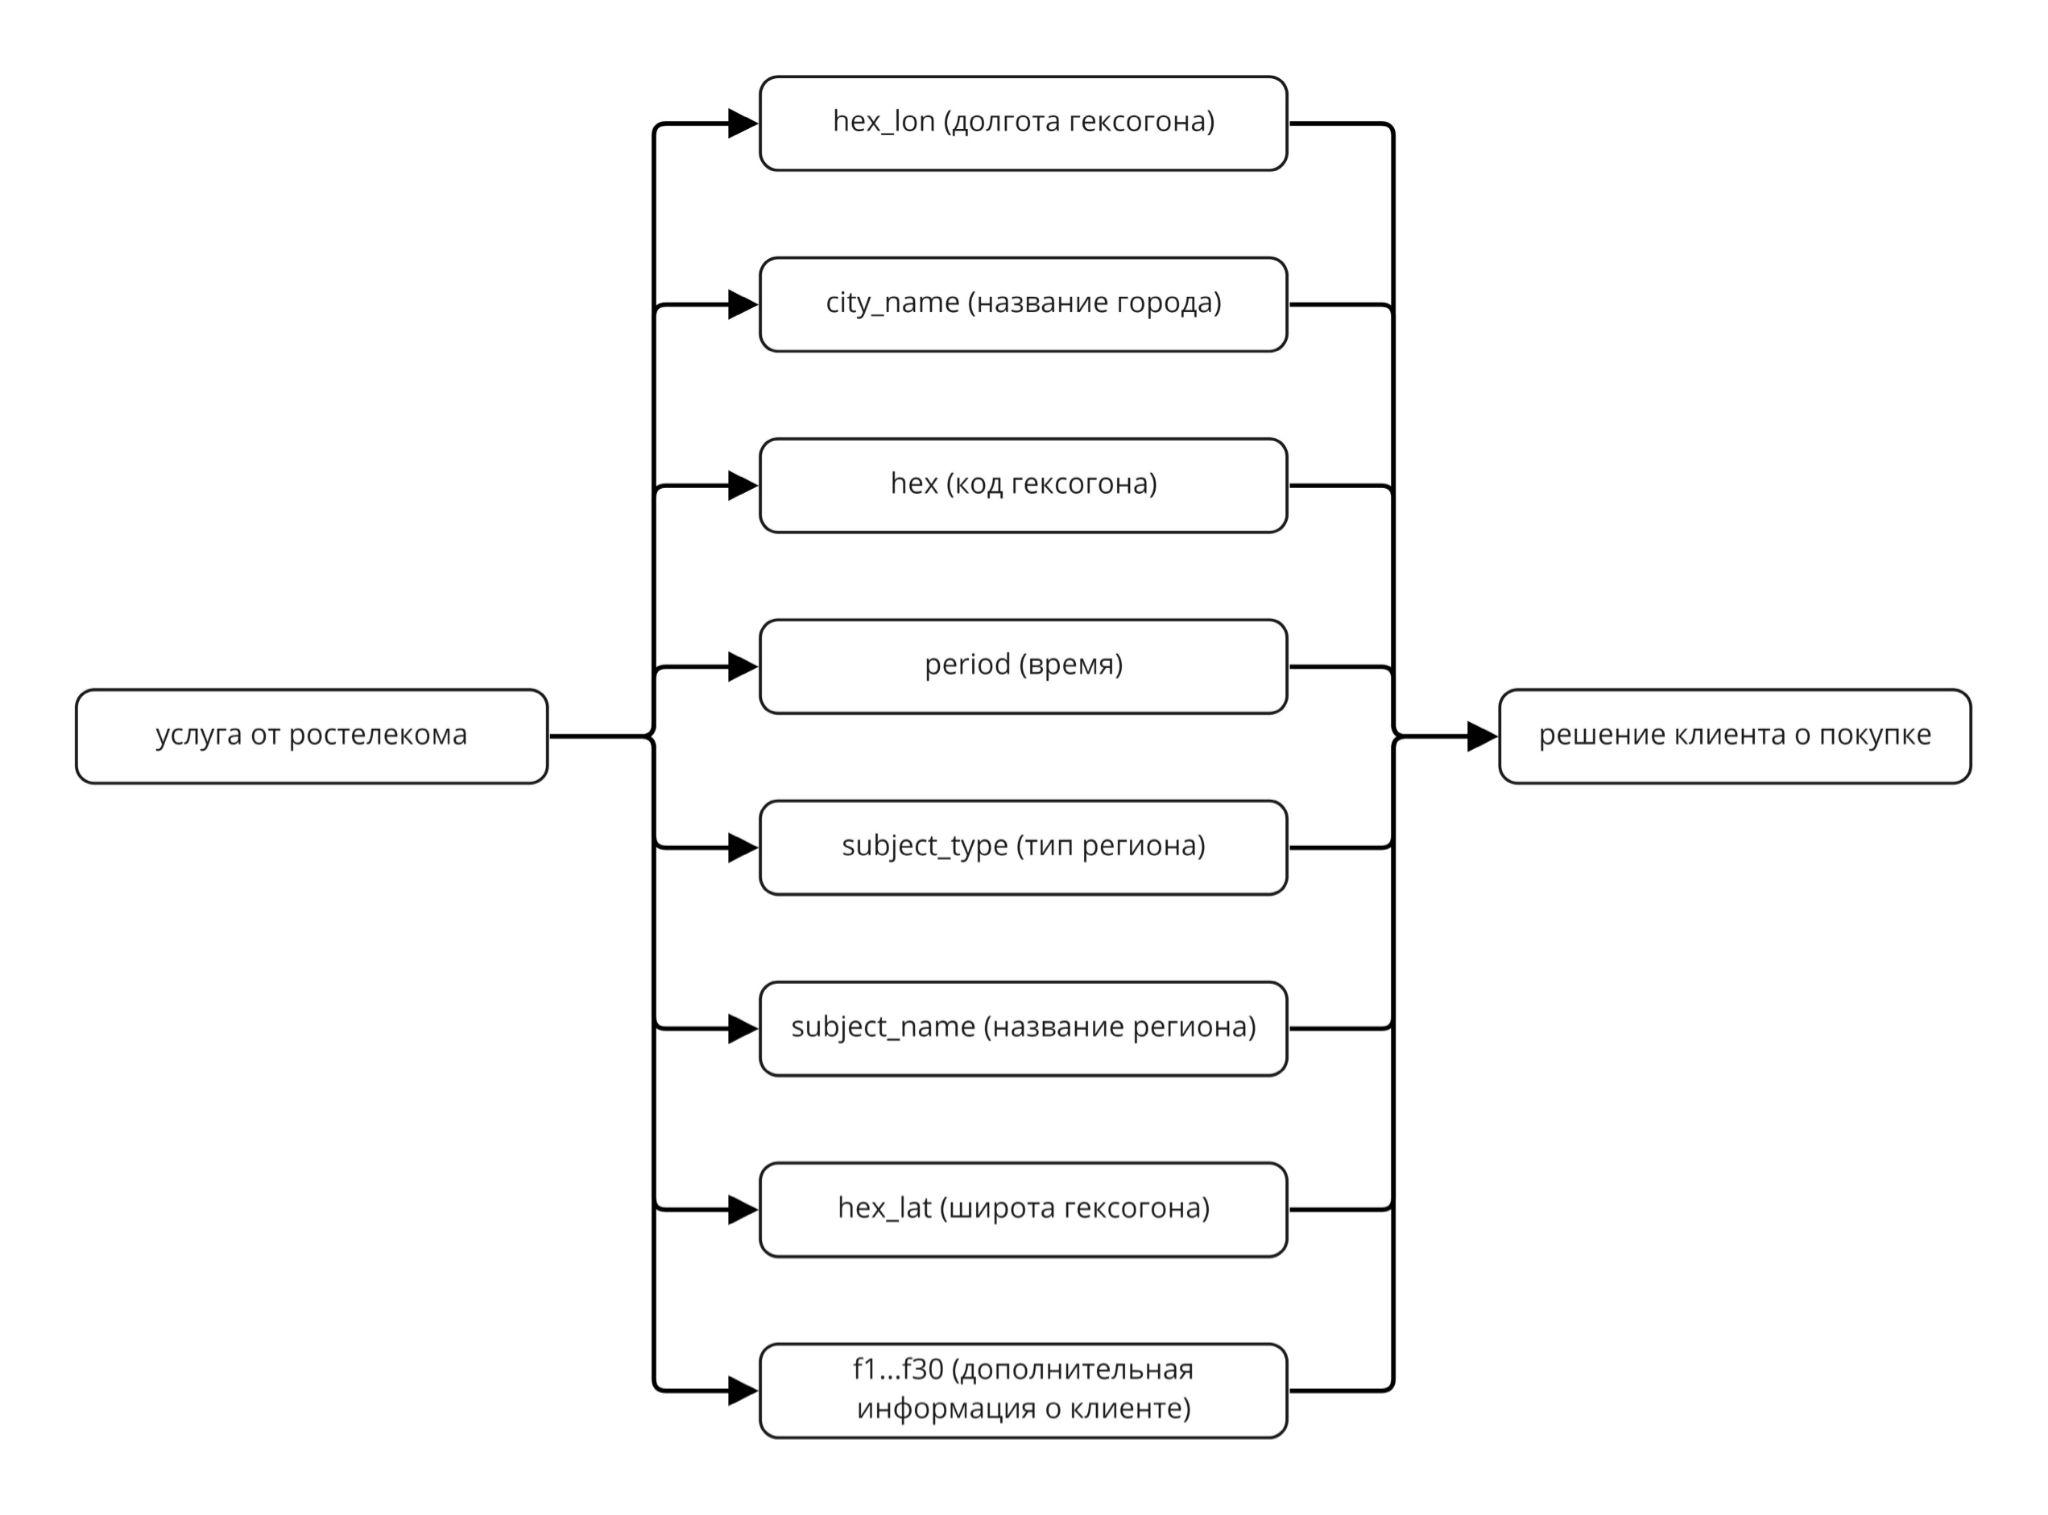 hex_lon (долгота гексогона)
city_name (название города)
hex (код гексогона)
period (время)
услуга от ростелекома
решение клиента о покупке
subject_type (тип региона)
subject_name (название региона)
hex_lat (широта гексогона)
f1...f30 (дополнительная
информация о клиенте)